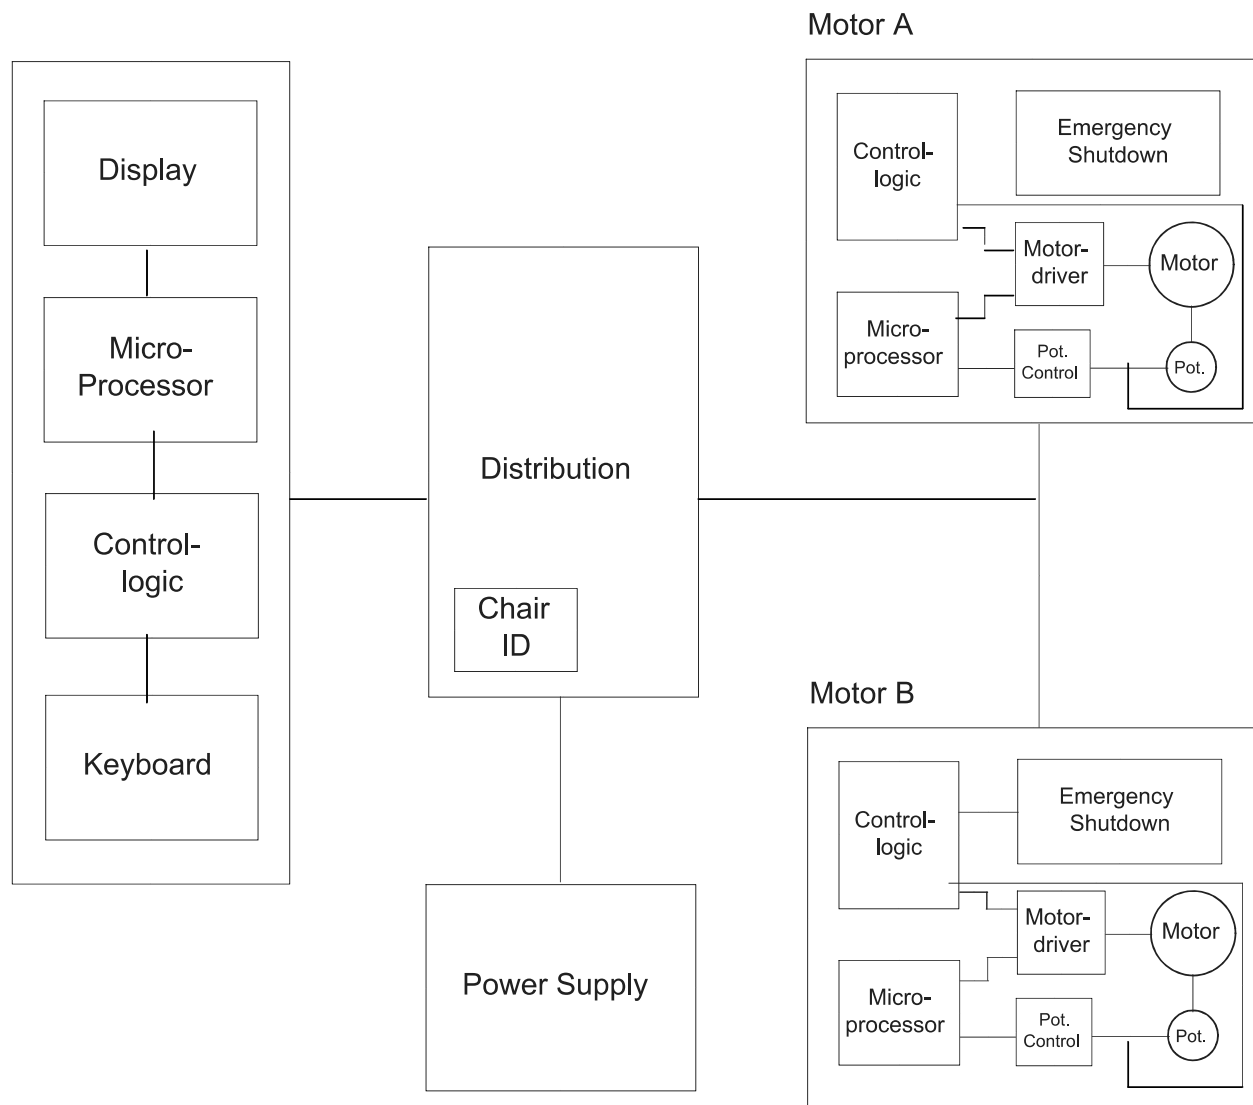 Display
Micro-
Processor
Control-
logic
Keyboard
Distribution
Chair
ID
Power Supply
Motor A
Control-
logic
Emergency
Shutdown
Motor-
driver
Motor
Micro-
processor
Pot.
Control
Pot.
Motor B
Control-
logic
Emergency
Shutdown
Motor-
driver
Motor
Micro-
processor
Pot.
Control
Pot.